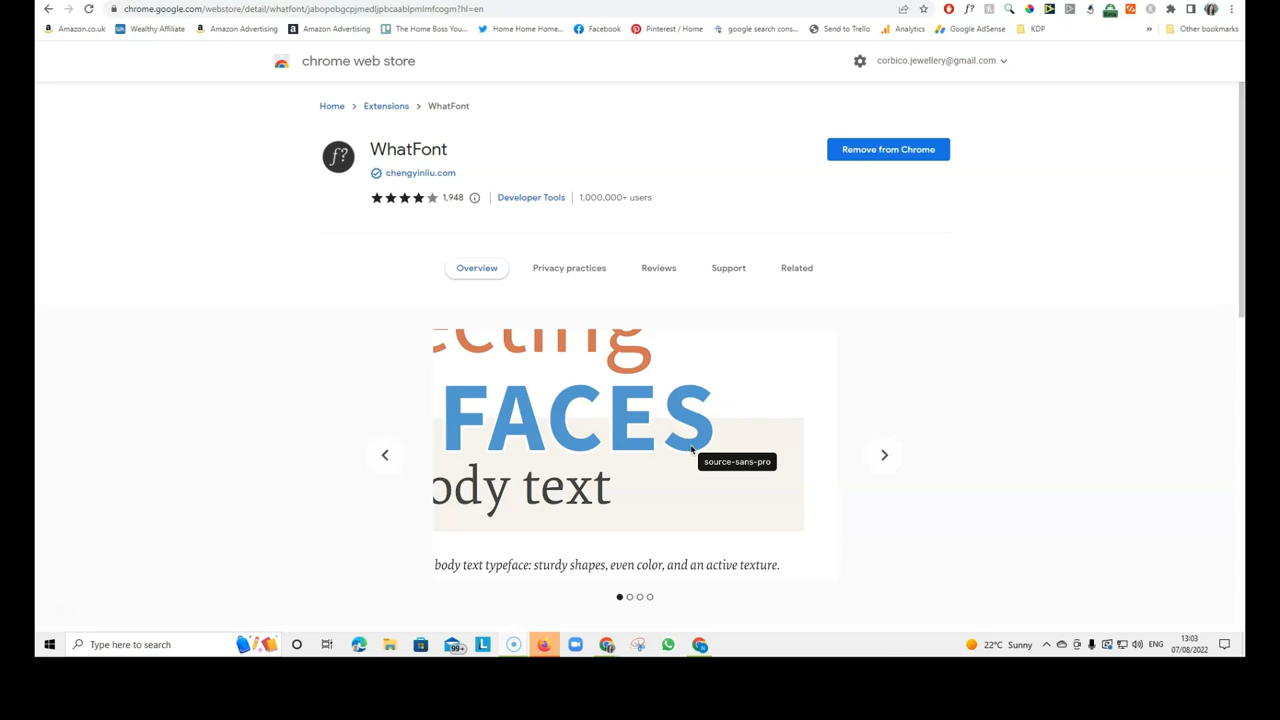 chrome.google.com/webstore/detail/whatfont/jabopobgcpjmedljpbcaablpmlmfcogm?hl=en
Amazon.co.uk
Wealthy Affiliate
Amazon Advertising
Amazon Advertising
The Home Boss You...
Home Home Home...
Facebook
Pinterest / Home
google search cons...
Send to Trello
Analytics
Google AdSense
KDP
»
Other bookmarks
chrome web store
corbico.jewellery@gmail.com
Home > Extensions > WhatFont
f?
WhatFont
Remove from Chrome
chengyinliu.com
1,948
Developer Tools
1,000,000+ users
Overview
Privacy practices
Reviews
Support
Related
ecting
FACES
source-sans-pro
body text
body text typeface: sturdy shapes, even color, and an active texture.
Type here to search
99+
L
22°C Sunny
ENG
13:03
07/08/2022